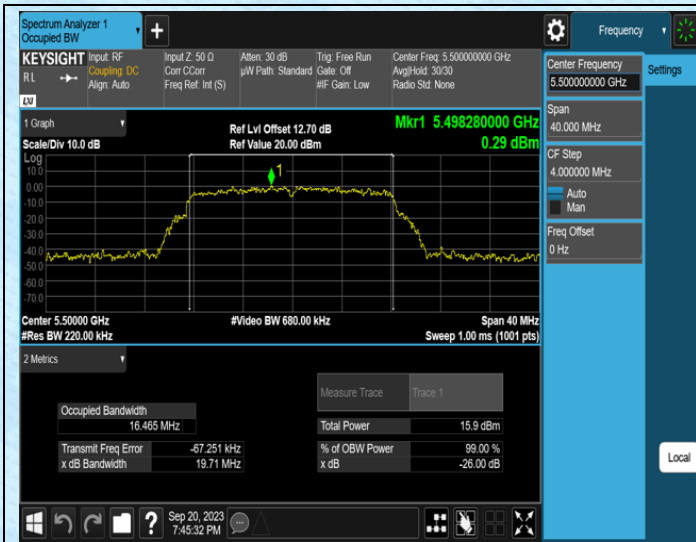 Spectrum Analyzer 1
Occupied BW
Frequency
KEYSIGHT
RL
LXI
Input: RF
Coupling: DC
Align: Auto
Input Z: 50 Ω
Corr CCorr
Freq Ref: Int (S)
Atten: 30 dB
µW Path: Standard
Trig: Free Run
Gate: Off
#IF Gain: Low
Center Freq: 5.500000000 GHz
Avg|Hold: 30/30
Radio Std: None
Center Frequency
5.500000000 GHz
Settings
Span
40.000 MHz
CF Step
4.000000 MHz
Auto
Man
Freq Offset
0 Hz
Local
1 Graph
Scale/Div 10.0 dB
Ref Lvl Offset 12.70 dB
Ref Value 20.00 dBm
Mkr1 5.498280000 GHz
0.29 dBm
Log
10.0
0.00
-10.0
-20.0
-30.0
-40.0
-50.0
-60.0
-70.0
1
Center 5.50000 GHz
#Res BW 220.00 kHz
#Video BW 680.00 kHz
Span 40 MHz
Sweep 1.00 ms (1001 pts)
2 Metrics
Measure Trace Trace 1
Occupied Bandwidth
16.465 MHz
Total Power 15.9 dBm
Transmit Freq Error -67.251 kHz
% of OBW Power 99.00 %
x dB Bandwidth 19.71 MHz
x dB -26.00 dB
?
Sep 20, 2023
7:45:32 PM